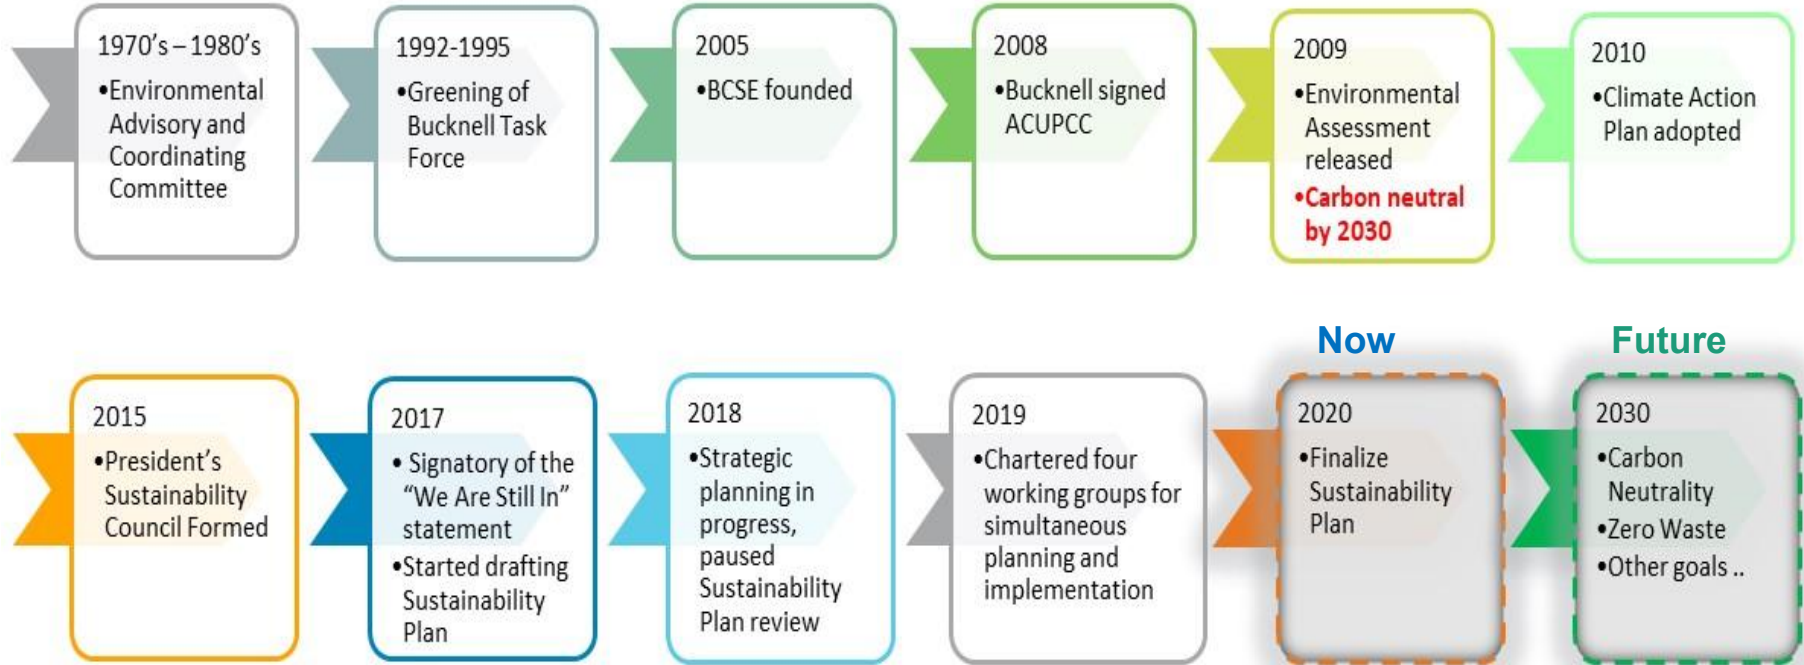 1970's – 1980's
•Environmental
Advisory and
Coordinating
Committee
1992-1995
•Greening of
Bucknell Task
Force
2005
•BCSE founded
2008
•Bucknell signed
ACUPCC
2009
•Environmental
Assessment
released
•Carbon neutral
by 2030
2010
•Climate Action
Plan adopted
2015
•President's
Sustainability
Council Formed
2017
• Signatory of the
“We Are Still In”
statement
•Started drafting
Sustainability
Plan
2018
•Strategic
planning in
progress,
paused
Sustainability
Plan review
2019
•Chartered four
working groups for
simultaneous
planning and
implementation
Now
2020
•Finalize
Sustainability
Plan
Future
2030
•Carbon
Neutrality
•Zero Waste
•Other goals ..